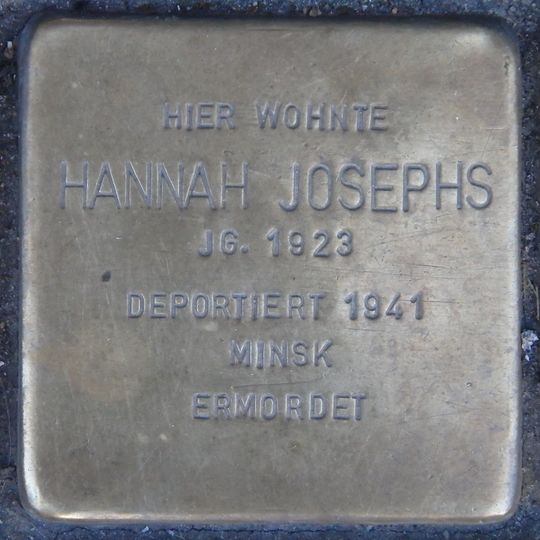 HIER WOHNTE
HANNAH JOSEPHS
JG. 1923
DEPORTIERT 1941
MINSK
ERMORDET